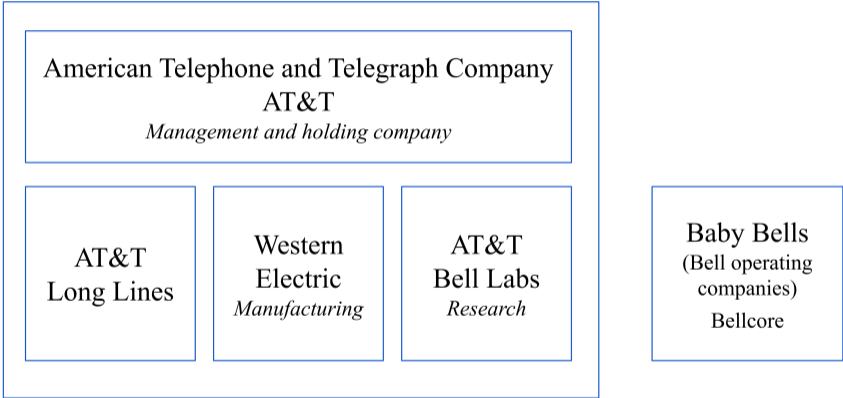 American Telephone and Telegraph Company
AT&T
Management and holding company
AT&T
Long Lines
Western
Electric
Manufacturing
AT&T
Bell Labs
Research
Baby Bells
(Bell operating
companies)
Bellcore